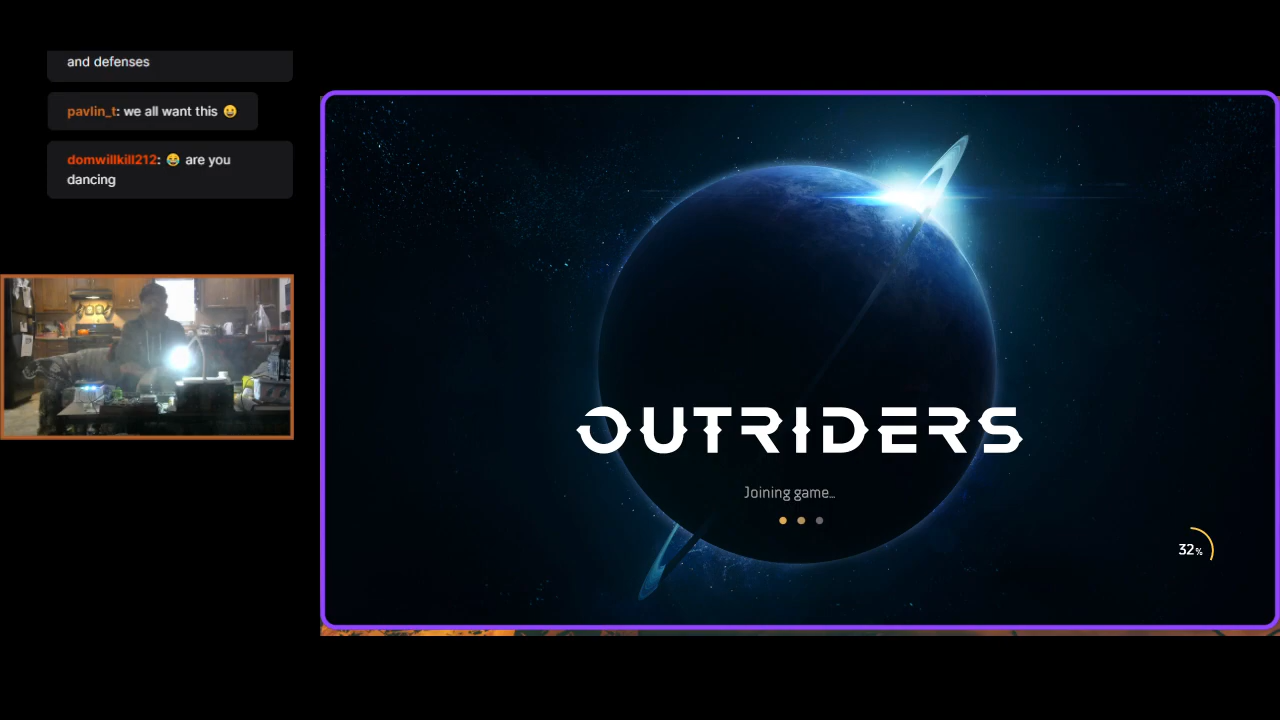 and defenses
pavlin_t: we all want this 😀
domwillkill212: 😂 are you
dancing
OUTRIDERS
Joining game...
32%